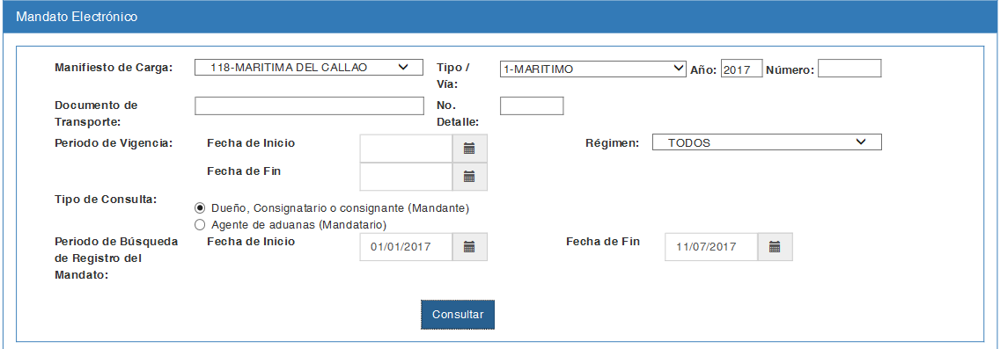 Mandato Electrónico
Manifiesto de Carga: 118-MARITIMA DEL CALLAO Tipo / Vía: 1-MARITIMO Año: 2017 Número:
Documento de Transporte: No. Detalle:
Periodo de Vigencia: Fecha de Inicio Régimen: TODOS
Fecha de Fin
Tipo de Consulta:
Dueño, Consignatario o consignante (Mandante)
Agente de aduanas (Mandatario)
Periodo de Búsqueda de Registro del Mandato: Fecha de Inicio 01/01/2017 Fecha de Fin 11/07/2017
Consultar